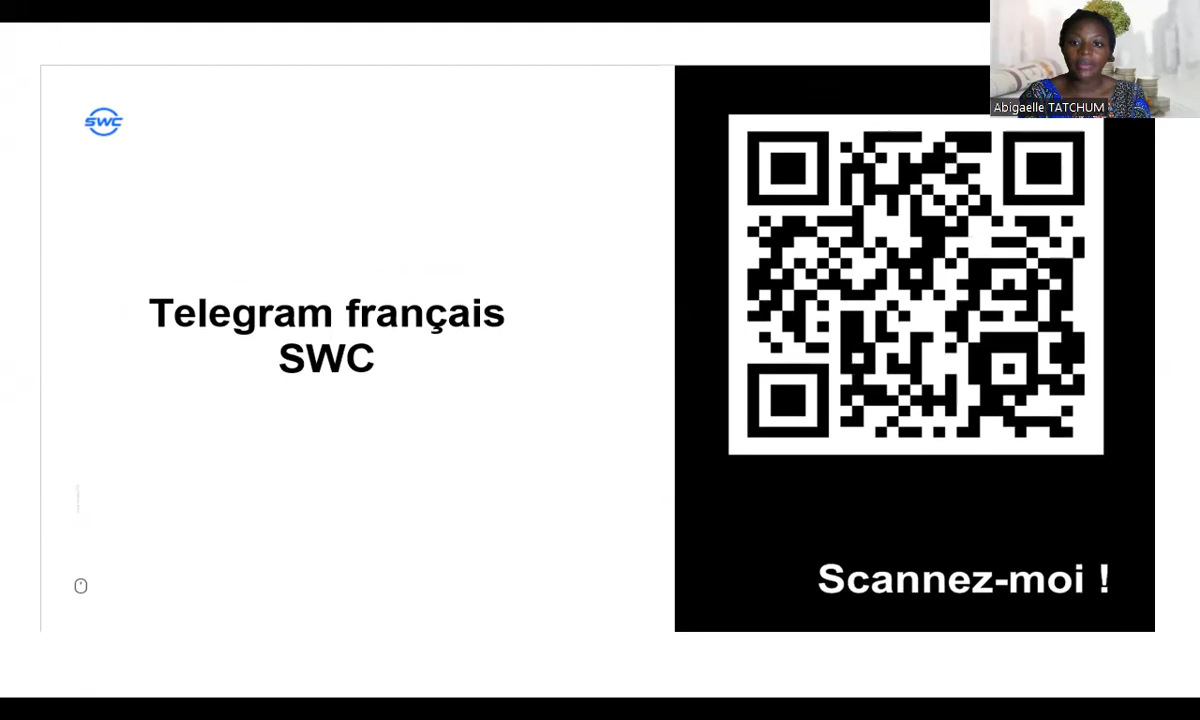 Abigaelle TATCHUM
SWC
Telegram français
SWC
Scannez-moi !